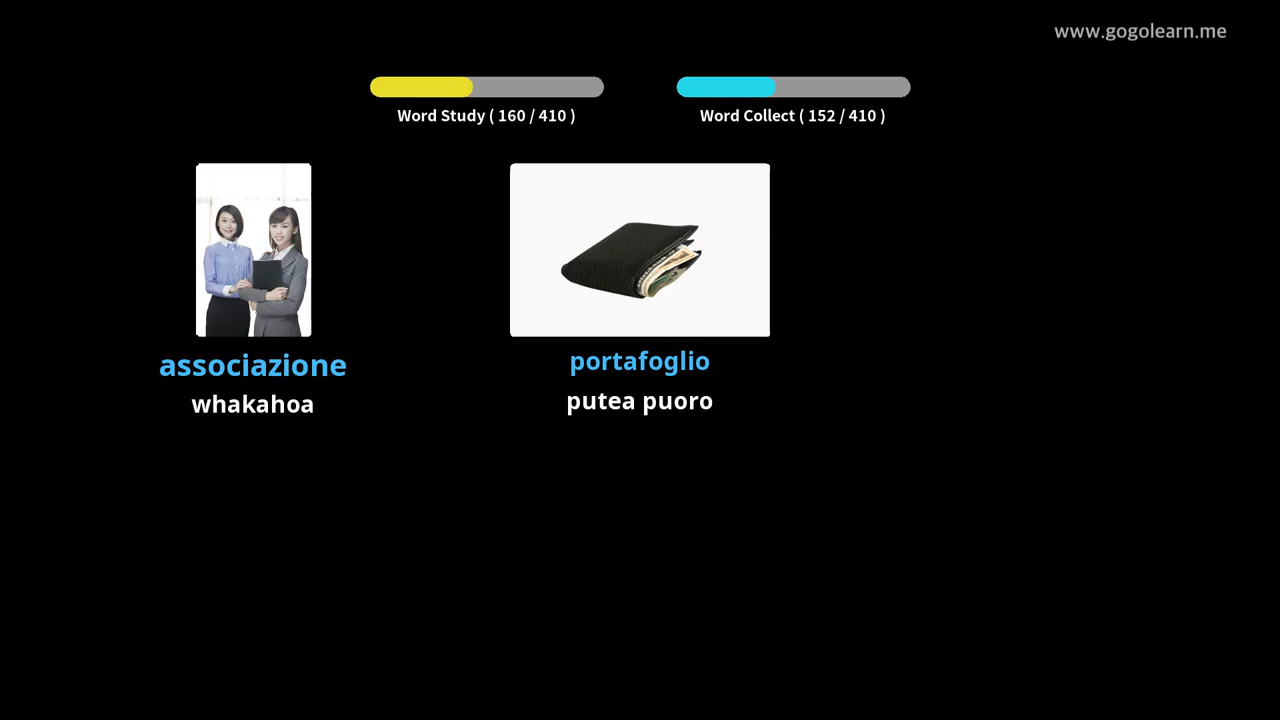 www.gogolearn.me
Word Study ( 160 / 410 )
Word Collect ( 152 / 410 )
associazione
whakahoa
portafoglio
putea puoro